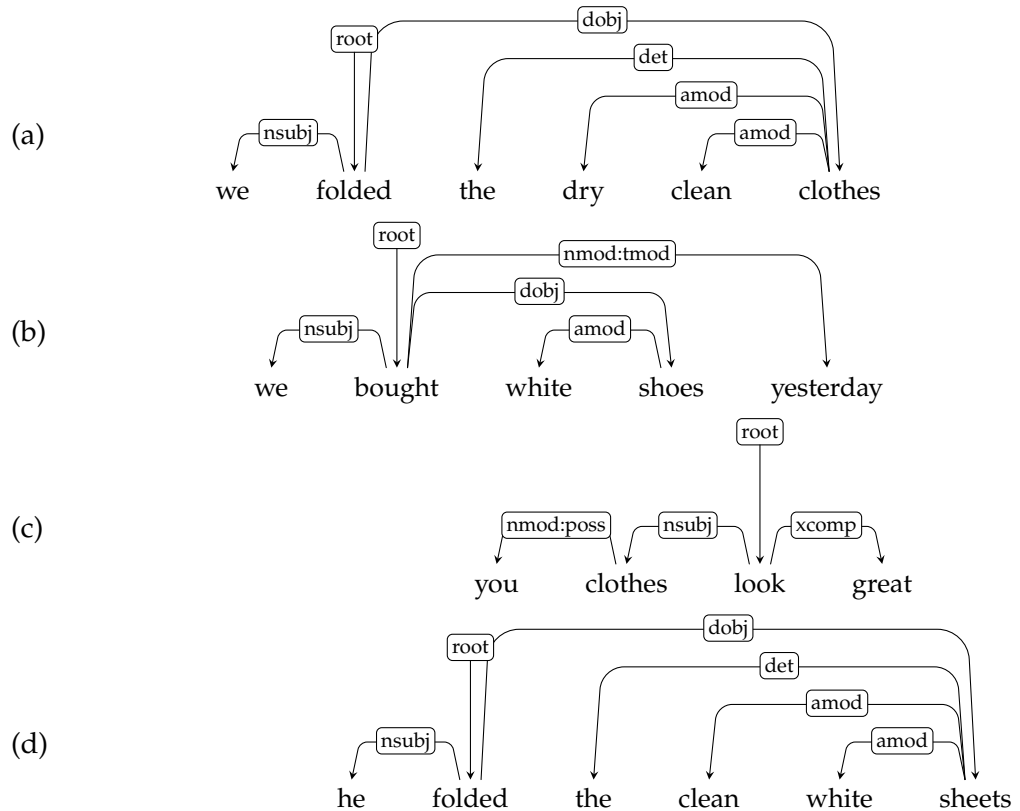 dobj
root
det
amod
(a) nsubj amod
we folded the dry clean clothes
root
nmod:tmod
dobj
(b) nsubj amod
we bought white shoes yesterday
root
(c) nmod:poss nsubj xcomp
you clothes look great
dobj
root
det
amod
(d) nsubj amod
he folded the clean white sheets